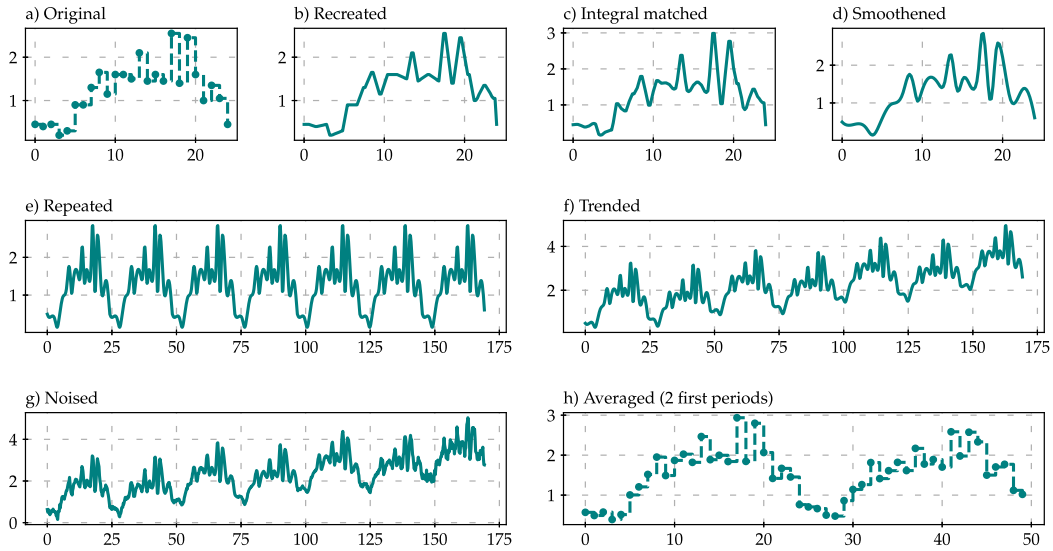 a) Original
b) Recreated
c) Integral matched
d) Smoothened
2
1
0 10 20
2
1
0 10 20
3
2
1
0 10 20
2
1
0 10 20
e) Repeated
f) Trended
2
1
0 25 50 75 100 125 150 175
4
2
0 25 50 75 100 125 150 175
g) Noised
h) Averaged (2 first periods)
4
2
0
0 25 50 75 100 125 150 175
3
2
1
0 10 20 30 40 50